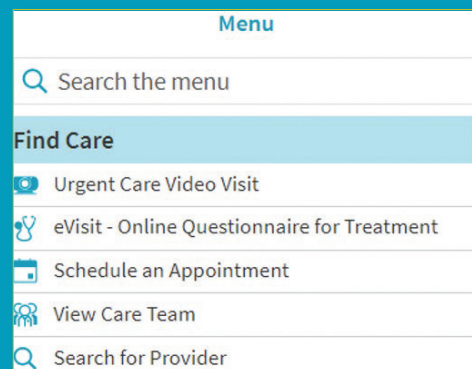 Menu
Search the menu
Find Care
Urgent Care Video Visit
eVisit - Online Questionnaire for Treatment
Schedule an Appointment
View Care Team
Search for Provider